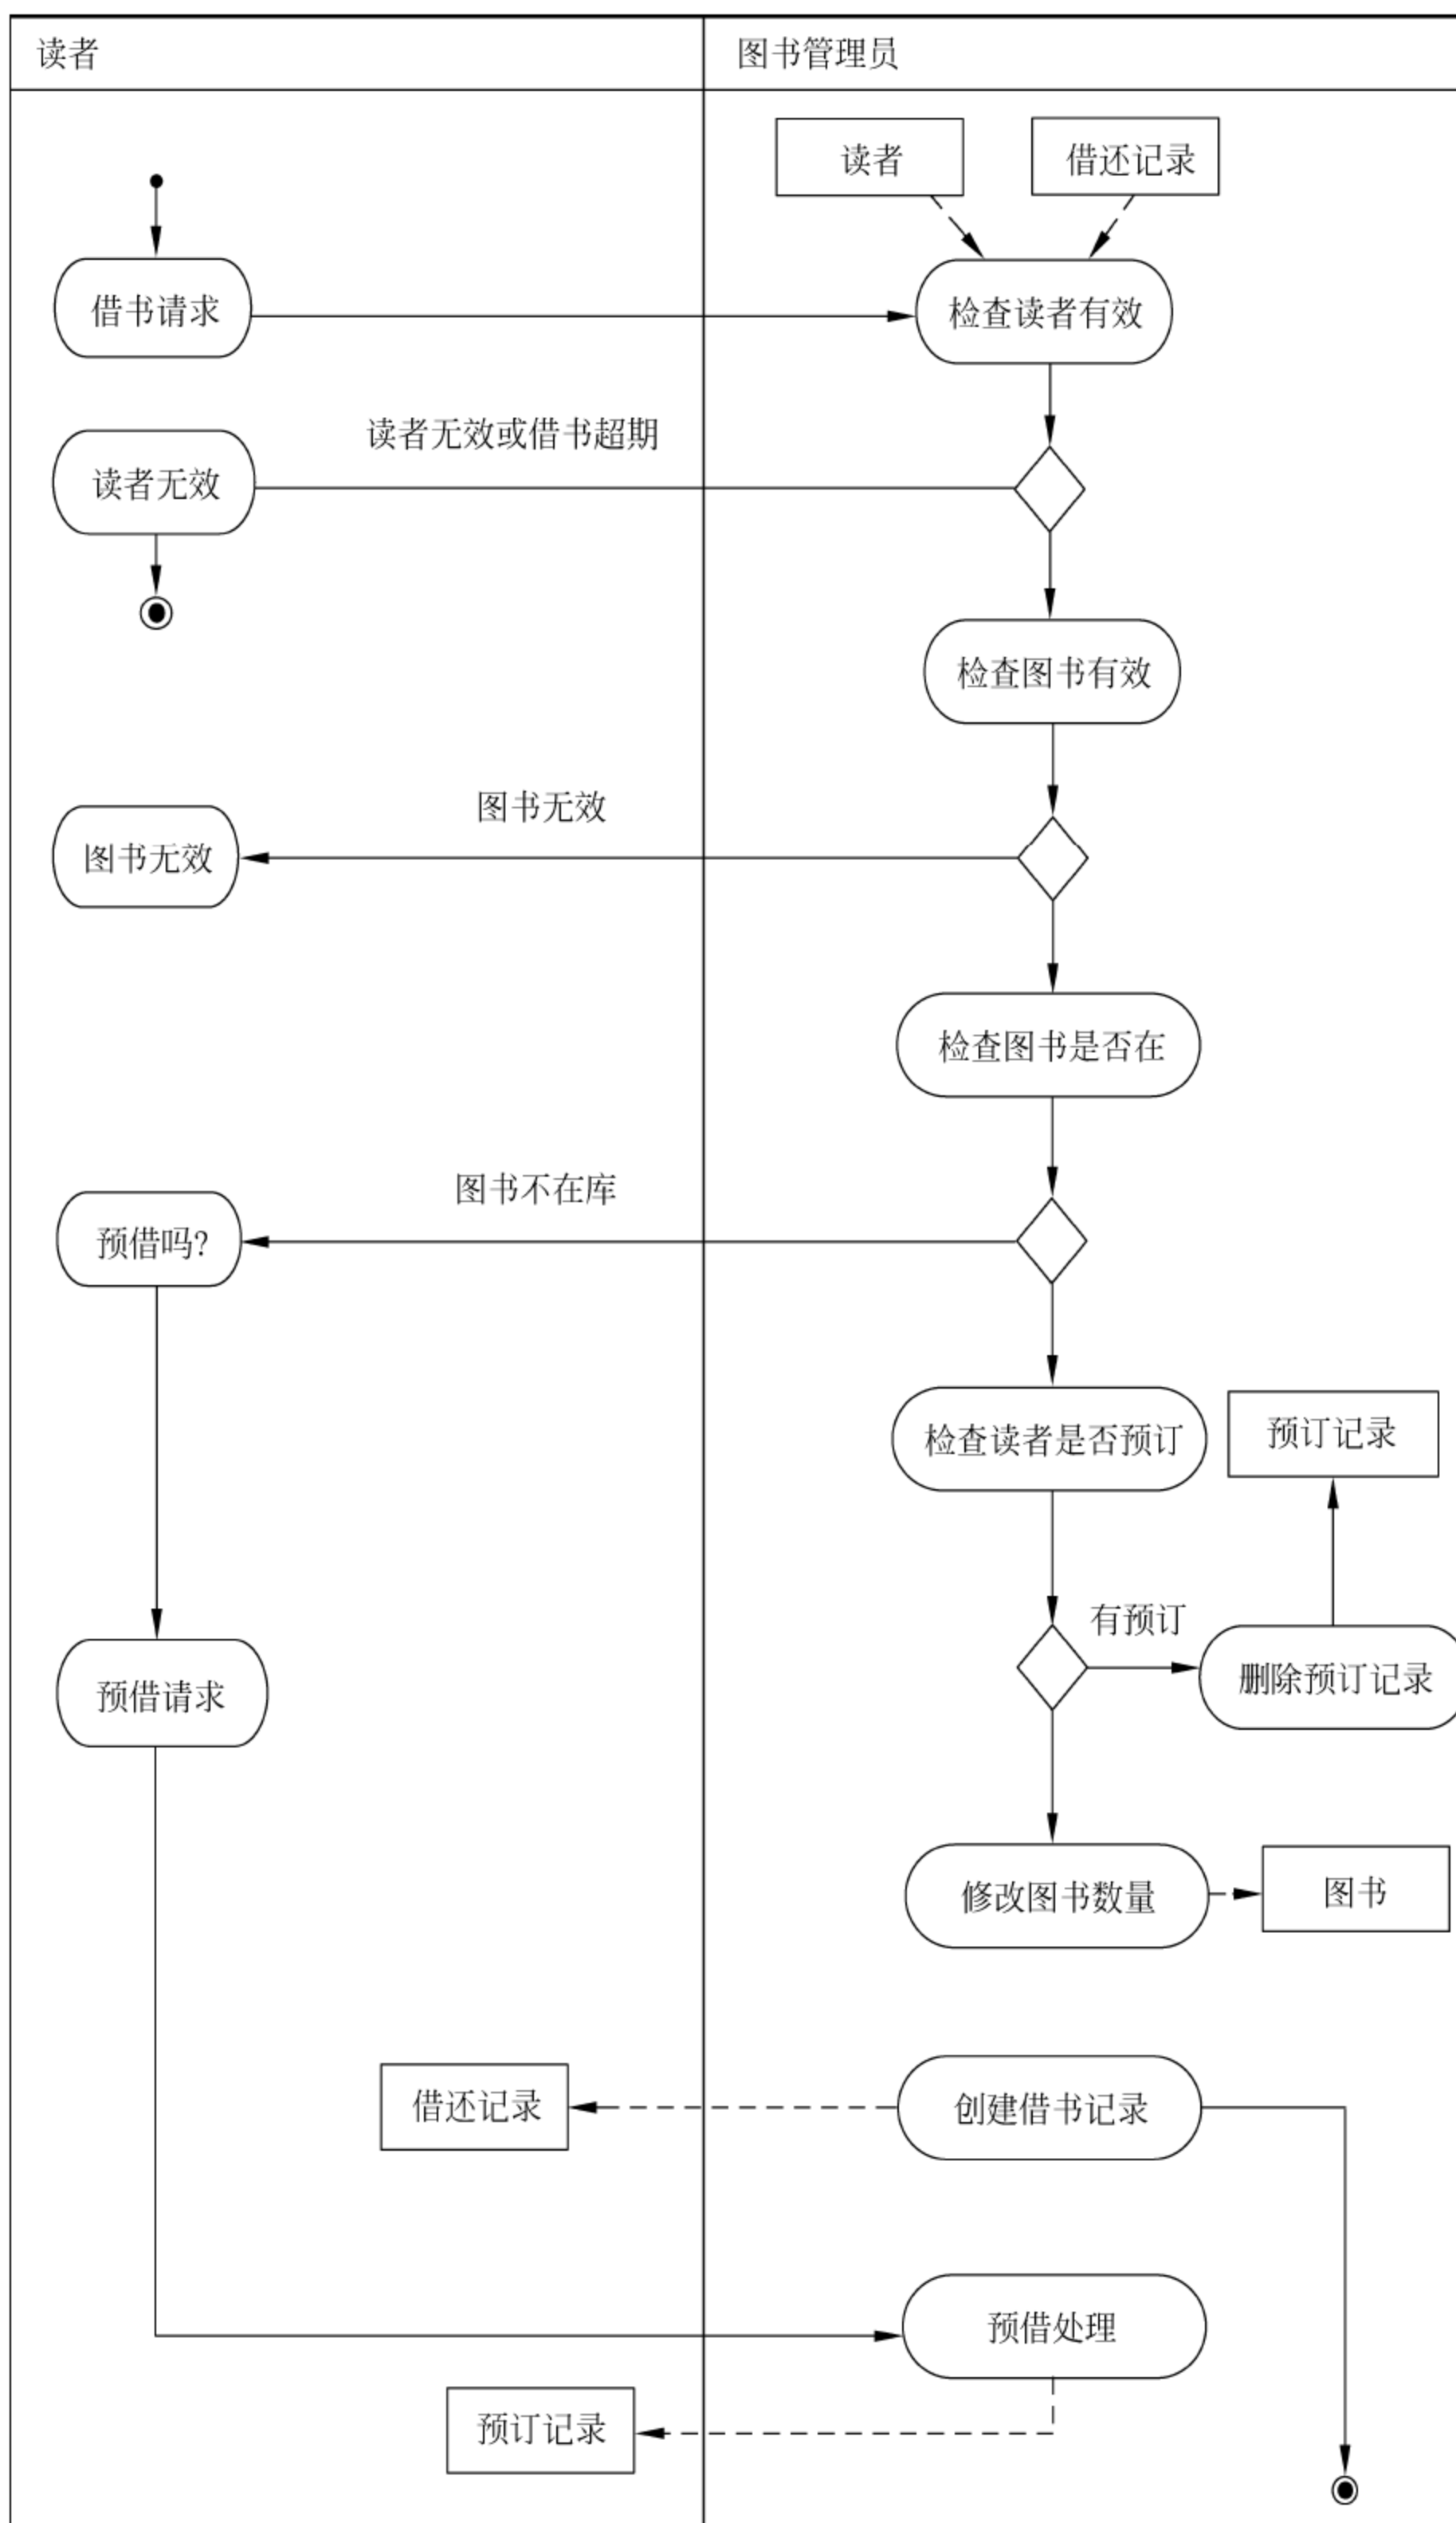 读者
图书管理员
读者
借还记录
借书请求
检查读者有效
读者无效或借书超期
读者无效
检查图书有效
图书无效
图书无效
检查图书是否在
图书不在库
预借吗?
检查读者是否预订
预订记录
有预订
预借请求
删除预订记录
修改图书数量
图书
借还记录
创建借书记录
预借处理
预订记录